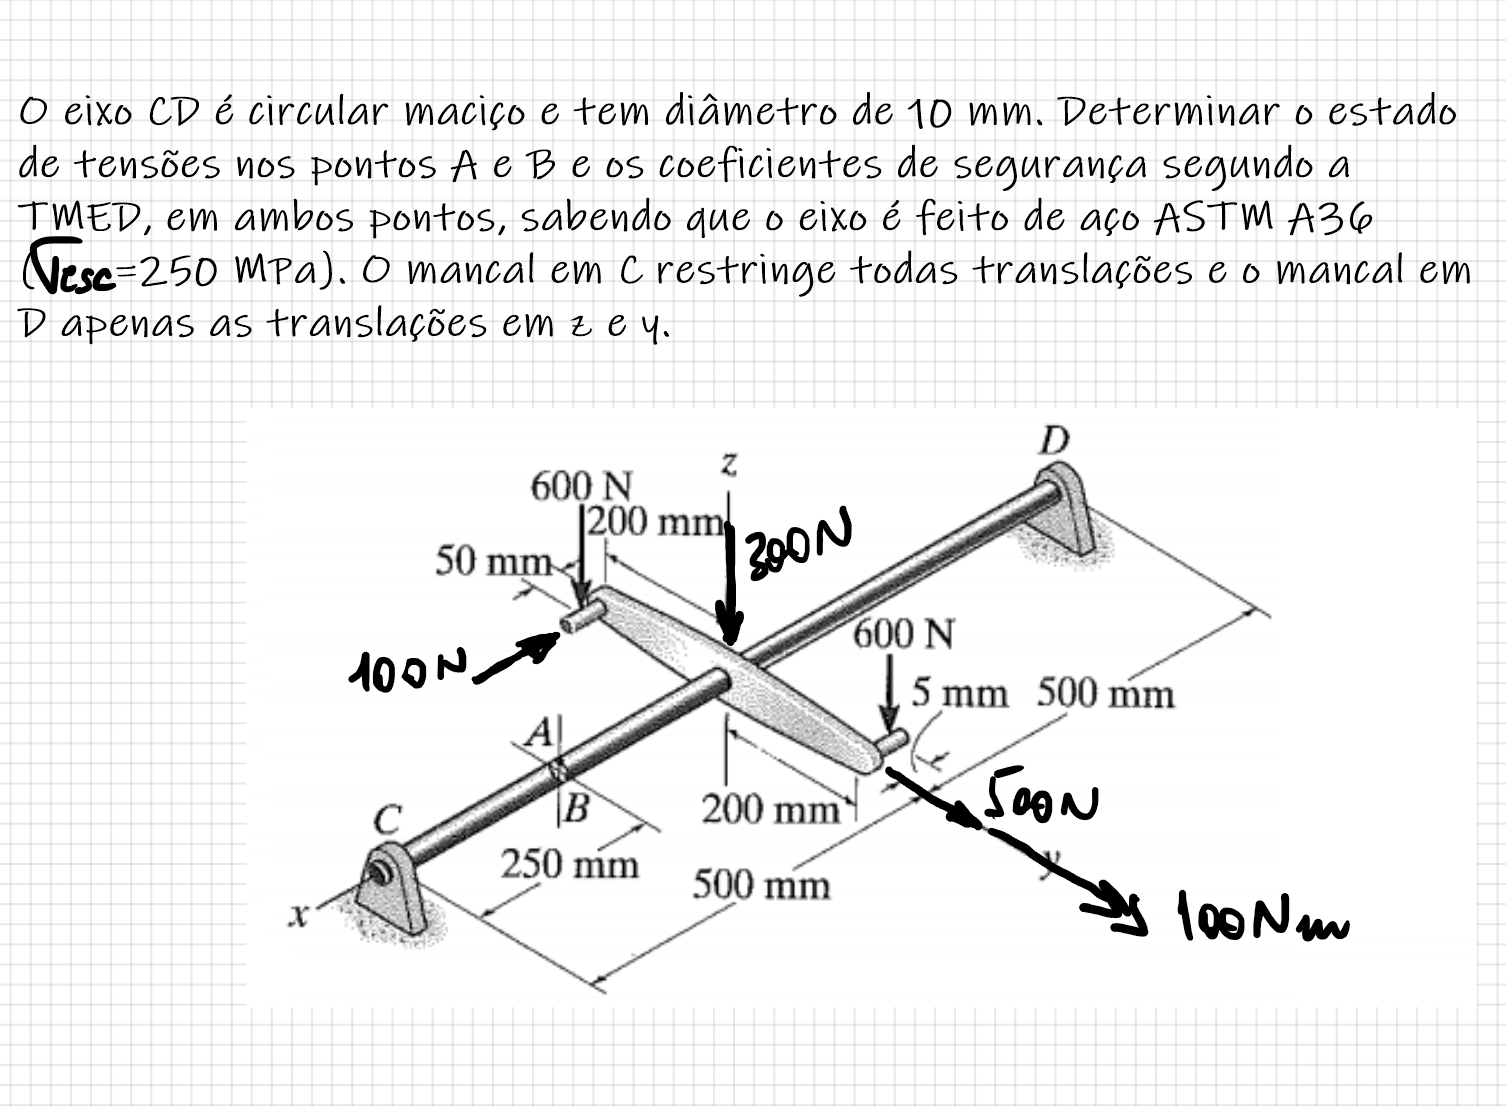 O eixo CD é circular maciço e tem diâmetro de 10 mm. Determinar o estado
de tensões nos pontos A e B e os coeficientes de segurança segundo a
TMED, em ambos pontos, sabendo que o eixo é feito de aço ASTM A36
(σesc=250 MPa). O mancal em C restringe todas translações e o mancal em
D apenas as translações em z e y.
D
z
600 N
200 mm
300N
50 mm
600 N
100N
5 mm
500 mm
A
B
200 mm
500N
C
250 mm
500 mm
y
x
100Nm